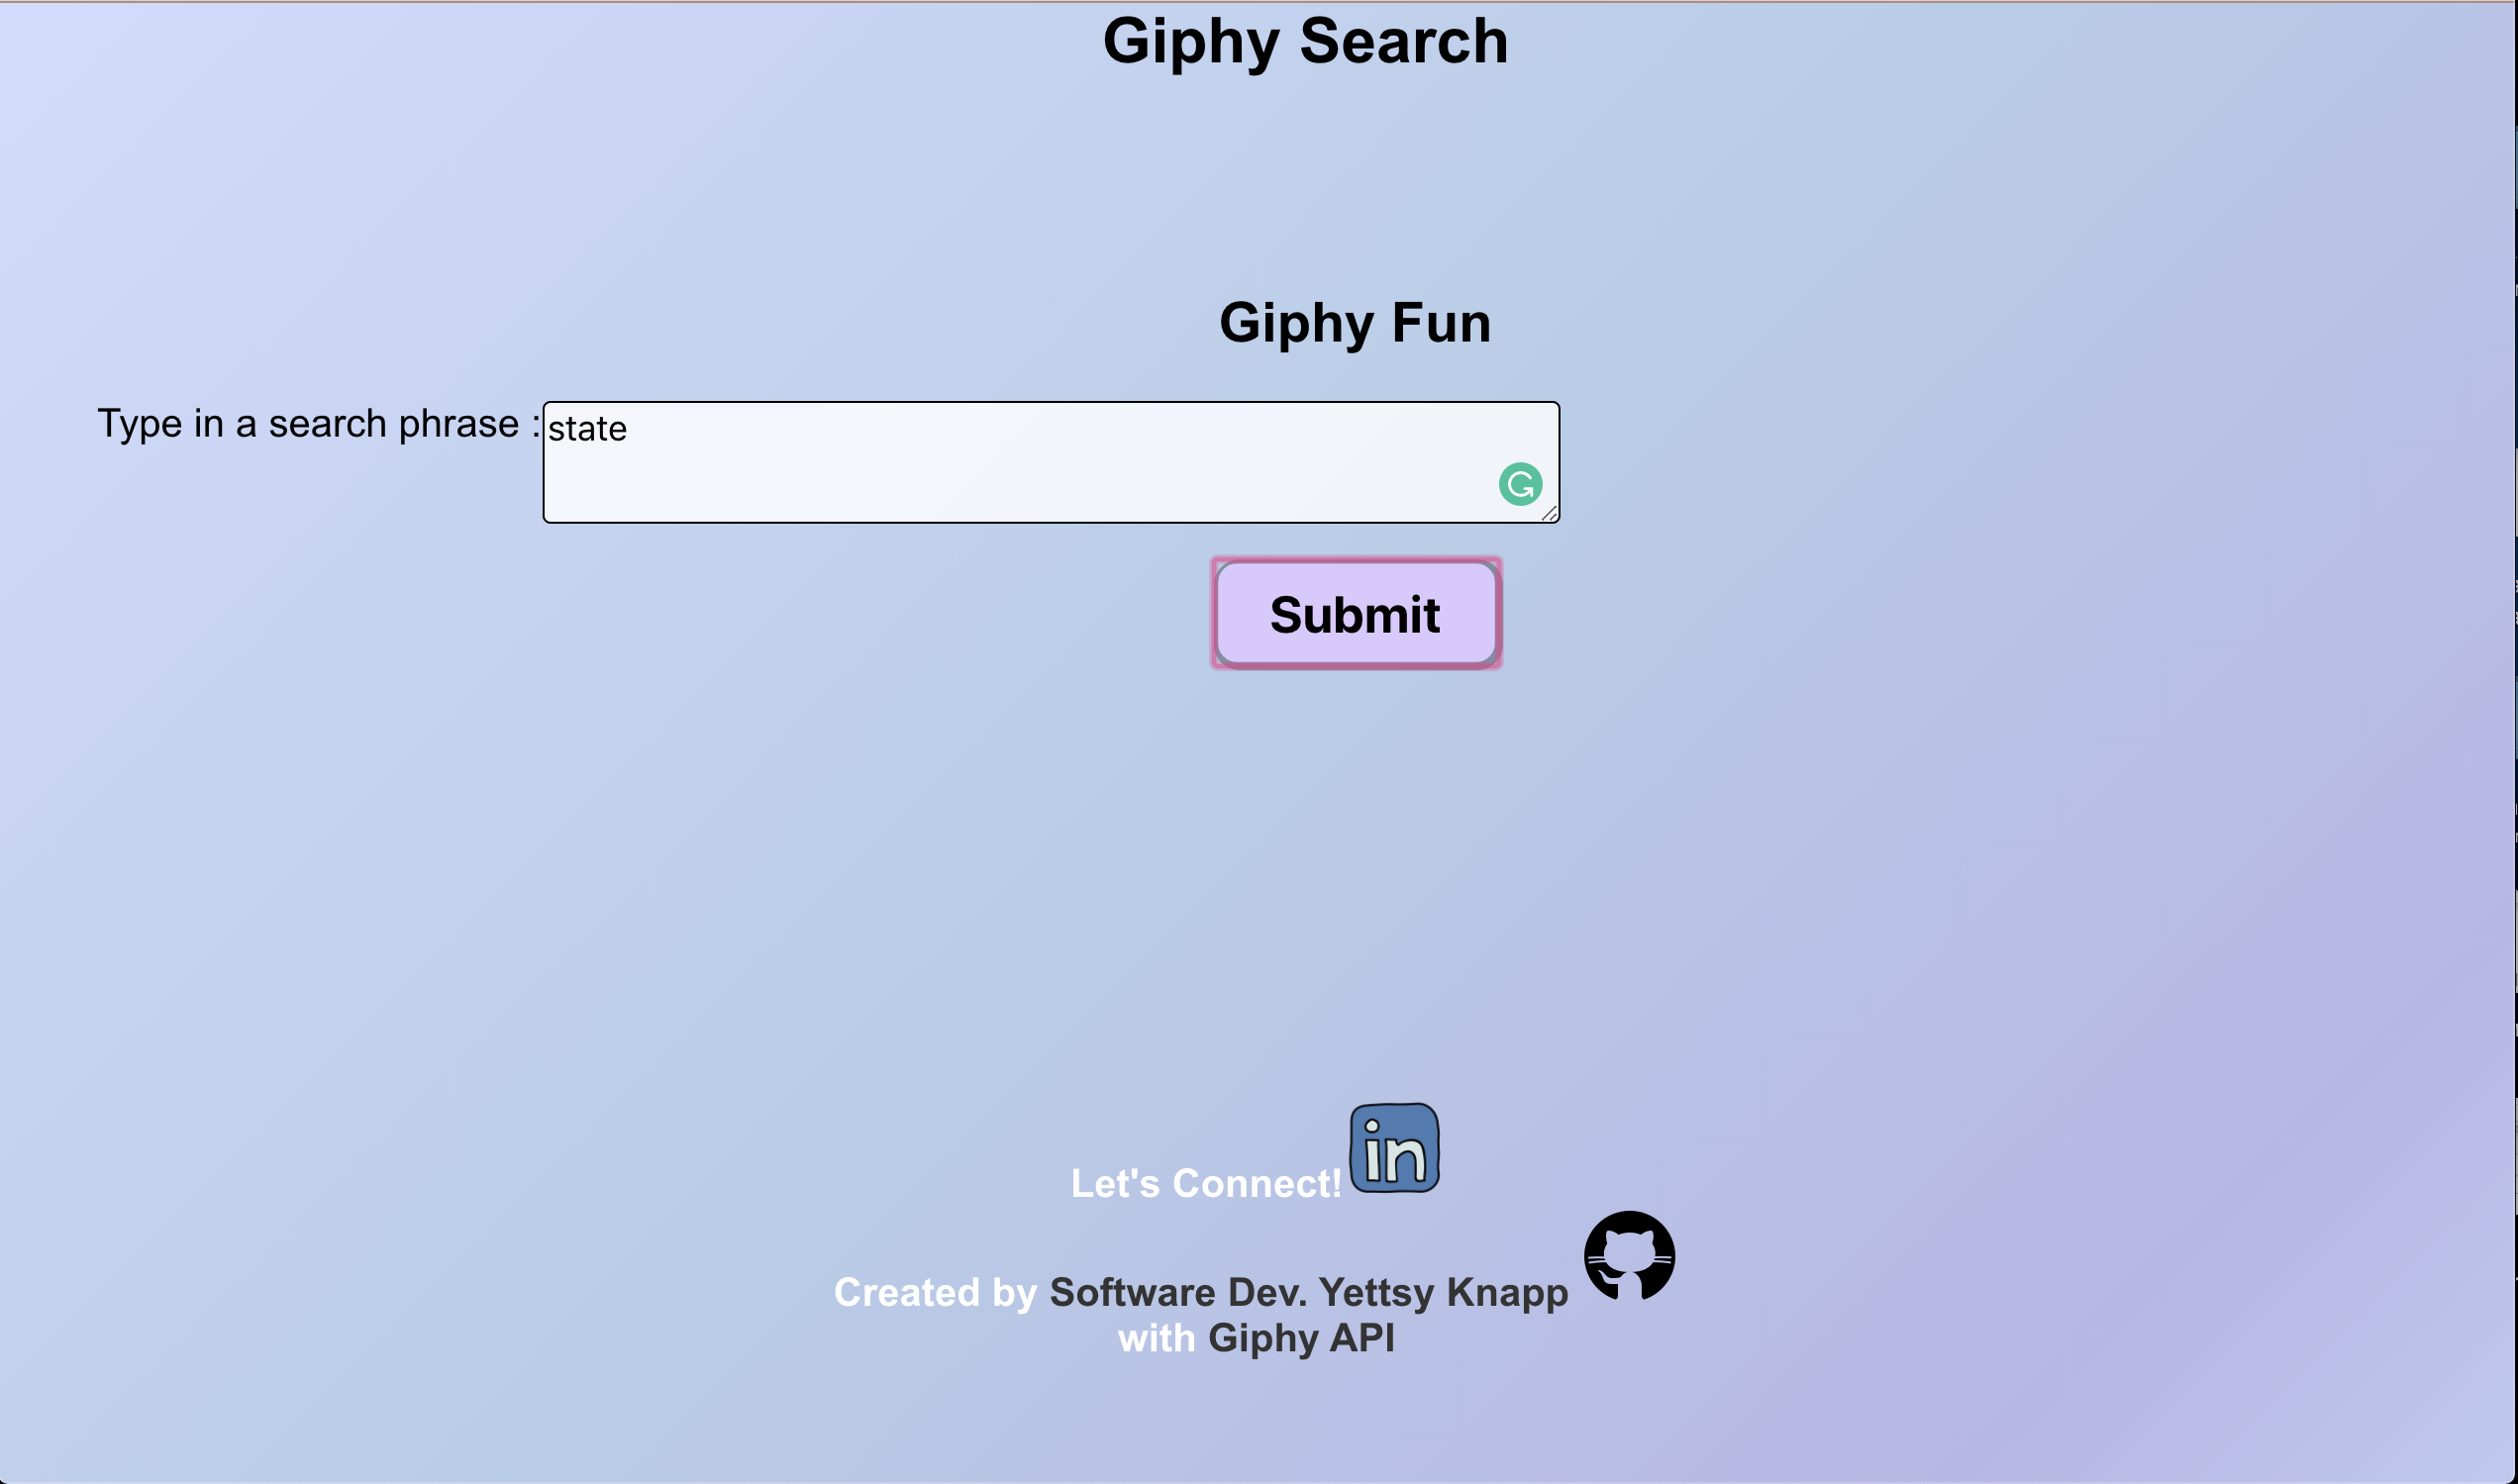 Giphy Search
Giphy Fun
Type in a search phrase :
state
Submit
Let's Connect! in
Created by Software Dev. Yettsy Knapp
with Giphy API